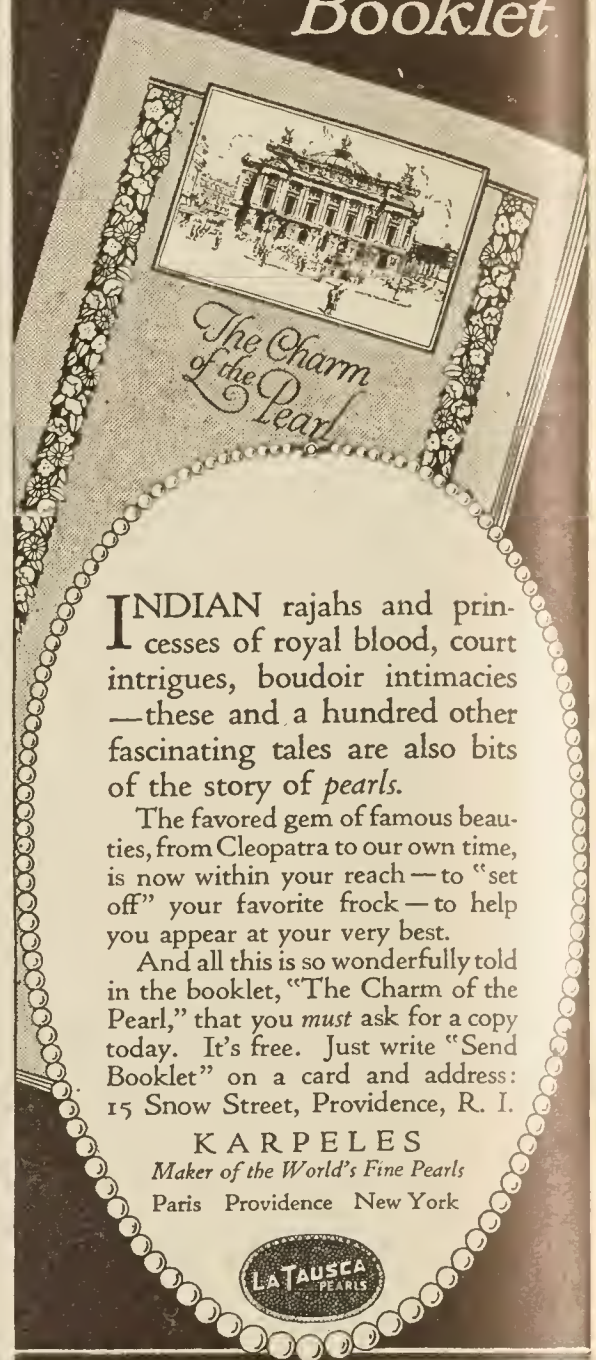 Booklet
The Charm
of the
Pearl
INDIAN rajahs and prin-
cesses of royal blood, court
intrigues, boudoir intimacies
—these and a hundred other
fascinating tales are also bits
of the story of pearls.
The favored gem of famous beau-
ties, from Cleopatra to our own time,
is now within your reach — to "set
off" your favorite frock — to help
you appear at your very best.
And all this is so wonderfully told
in the booklet, "The Charm of the
Pearl," that you must ask for a copy
today. It's free. Just write "Send
Booklet" on a card and address:
15 Snow Street, Providence, R. I.
KARPELES
Maker of the World's Fine Pearls
Paris Providence New York
LA TAUSCA
PEARLS